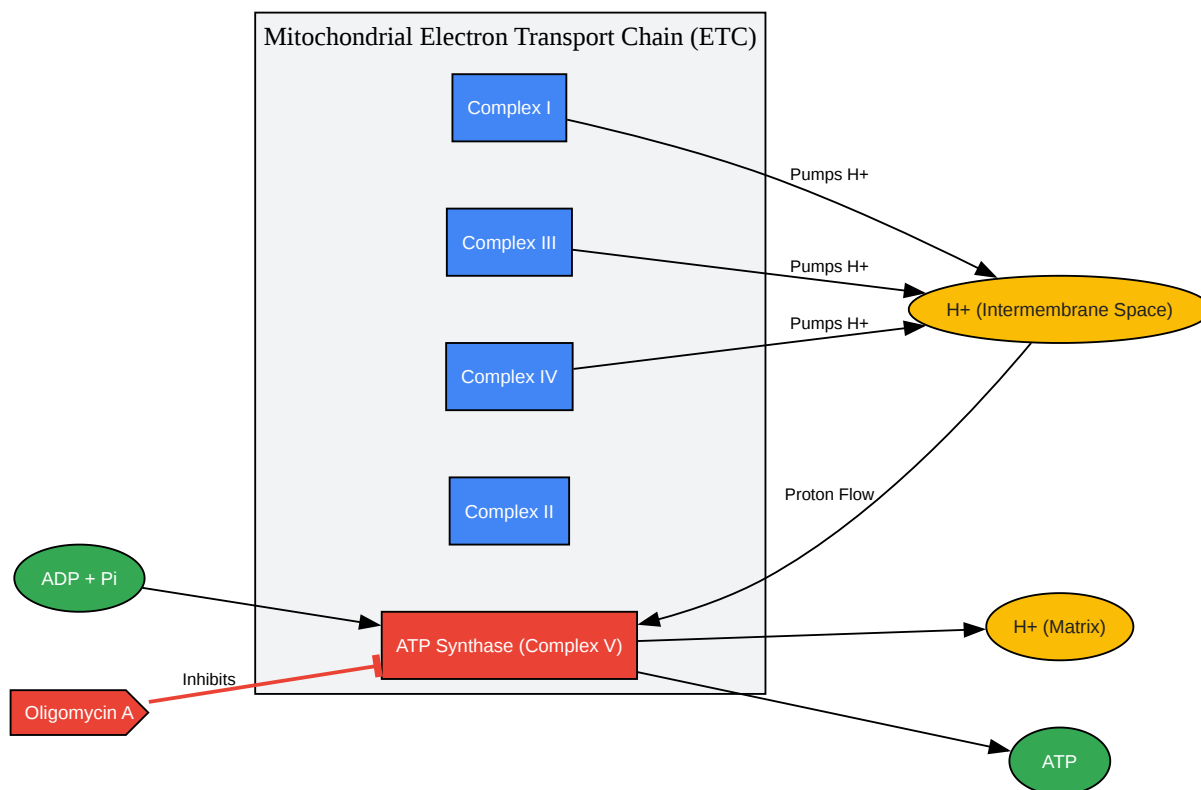 Mitochondrial Electron Transport Chain (ETC)
Complex I
Pumps H+
Complex III
Pumps H+
H+ (Intermembrane Space)
Pumps H+
Complex IV
Proton Flow
Complex II
ADP + Pi
H+ (Matrix)
ATP Synthase (Complex V)
Inhibits
Oligomycin A
ATP